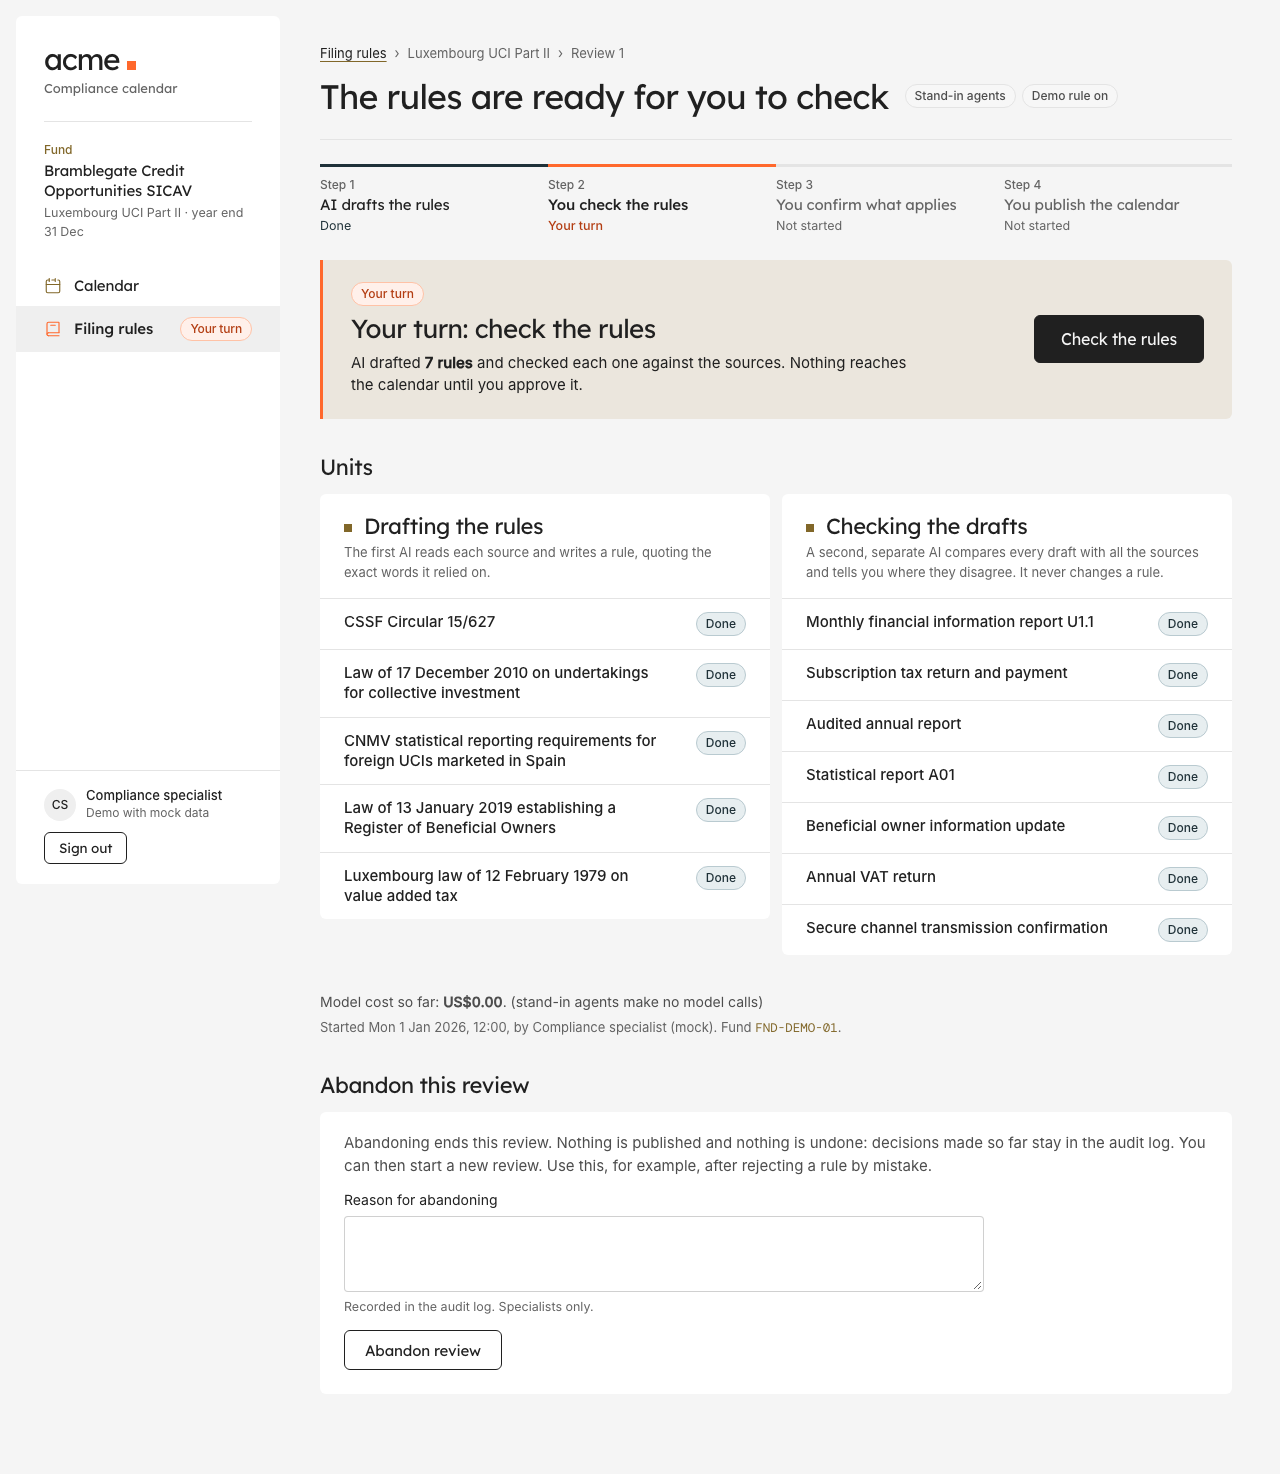 acme
Compliance calendar
Fund
Bramblegate Credit
Opportunities SICAV
Luxembourg UCI Part II · year end
31 Dec
Calendar
Filing rules
Your turn
CS
Compliance specialist
Demo with mock data
Sign out
Filing rules › Luxembourg UCI Part II › Review 1
The rules are ready for you to check
Stand-in agents
Demo rule on
Step 1
AI drafts the rules
Done
Step 2
You check the rules
Your turn
Step 3
You confirm what applies
Not started
Step 4
You publish the calendar
Not started
Your turn
Your turn: check the rules
AI drafted 7 rules and checked each one against the sources. Nothing reaches
the calendar until you approve it.
Check the rules
Units
Drafting the rules
The first AI reads each source and writes a rule, quoting the
exact words it relied on.
CSSF Circular 15/627
Done
Law of 17 December 2010 on undertakings
for collective investment
Done
CNMV statistical reporting requirements for
foreign UCIs marketed in Spain
Done
Law of 13 January 2019 establishing a
Register of Beneficial Owners
Done
Luxembourg law of 12 February 1979 on
value added tax
Done
Checking the drafts
A second, separate AI compares every draft with all the sources
and tells you where they disagree. It never changes a rule.
Monthly financial information report U1.1
Done
Subscription tax return and payment
Done
Audited annual report
Done
Statistical report A01
Done
Beneficial owner information update
Done
Annual VAT return
Done
Secure channel transmission confirmation
Done
Model cost so far: US$0.00. (stand-in agents make no model calls)
Started Mon 1 Jan 2026, 12:00, by Compliance specialist (mock). Fund FND-DEMO-01.
Abandon this review
Abandoning ends this review. Nothing is published and nothing is undone: decisions made so far stay in the audit log. You
can then start a new review. Use this, for example, after rejecting a rule by mistake.
Reason for abandoning
Recorded in the audit log. Specialists only.
Abandon review